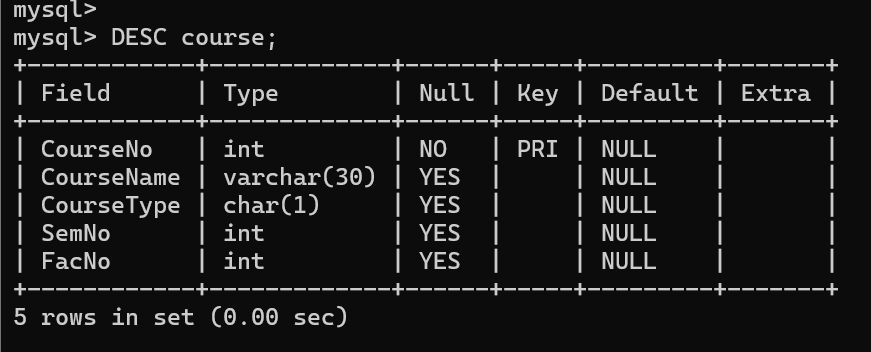 mysql>
mysql> DESC course;
+------------+-------------+------+-----+---------+-------+
| Field      | Type        | Null | Key | Default | Extra |
+------------+-------------+------+-----+---------+-------+
| CourseNo   | int         | NO   | PRI | NULL    |       |
| CourseName | varchar(30) | YES  |     | NULL    |       |
| CourseType | char(1)     | YES  |     | NULL    |       |
| SemNo      | int         | YES  |     | NULL    |       |
| FacNo      | int         | YES  |     | NULL    |       |
+------------+-------------+------+-----+---------+-------+
5 rows in set (0.00 sec)